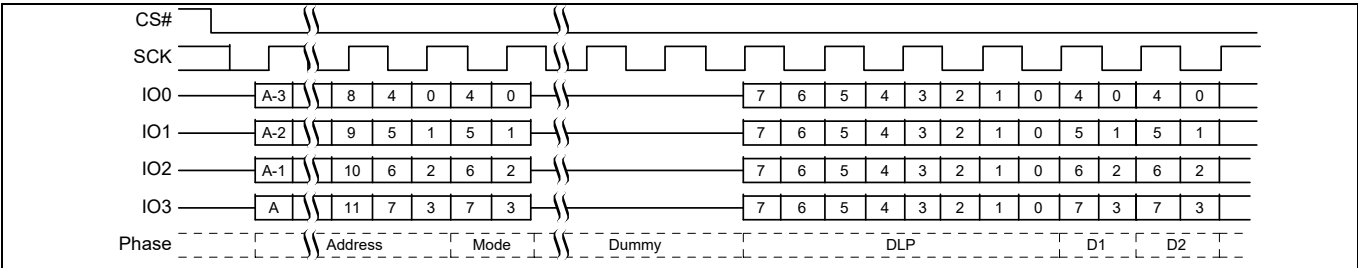 CS#
SCK
IO0 A-3 8 4 0 4 0 7 6 5 4 3 2 1 0 4 0 4 0
IO1 A-2 9 5 1 5 1 7 6 5 4 3 2 1 0 5 1 5 1
IO2 A-1 10 6 2 6 2 7 6 5 4 3 2 1 0 6 2 6 2
IO3 A 11 7 3 7 3 7 6 5 4 3 2 1 0 7 3 7 3
Phase Address Mode Dummy DLP D1 D2